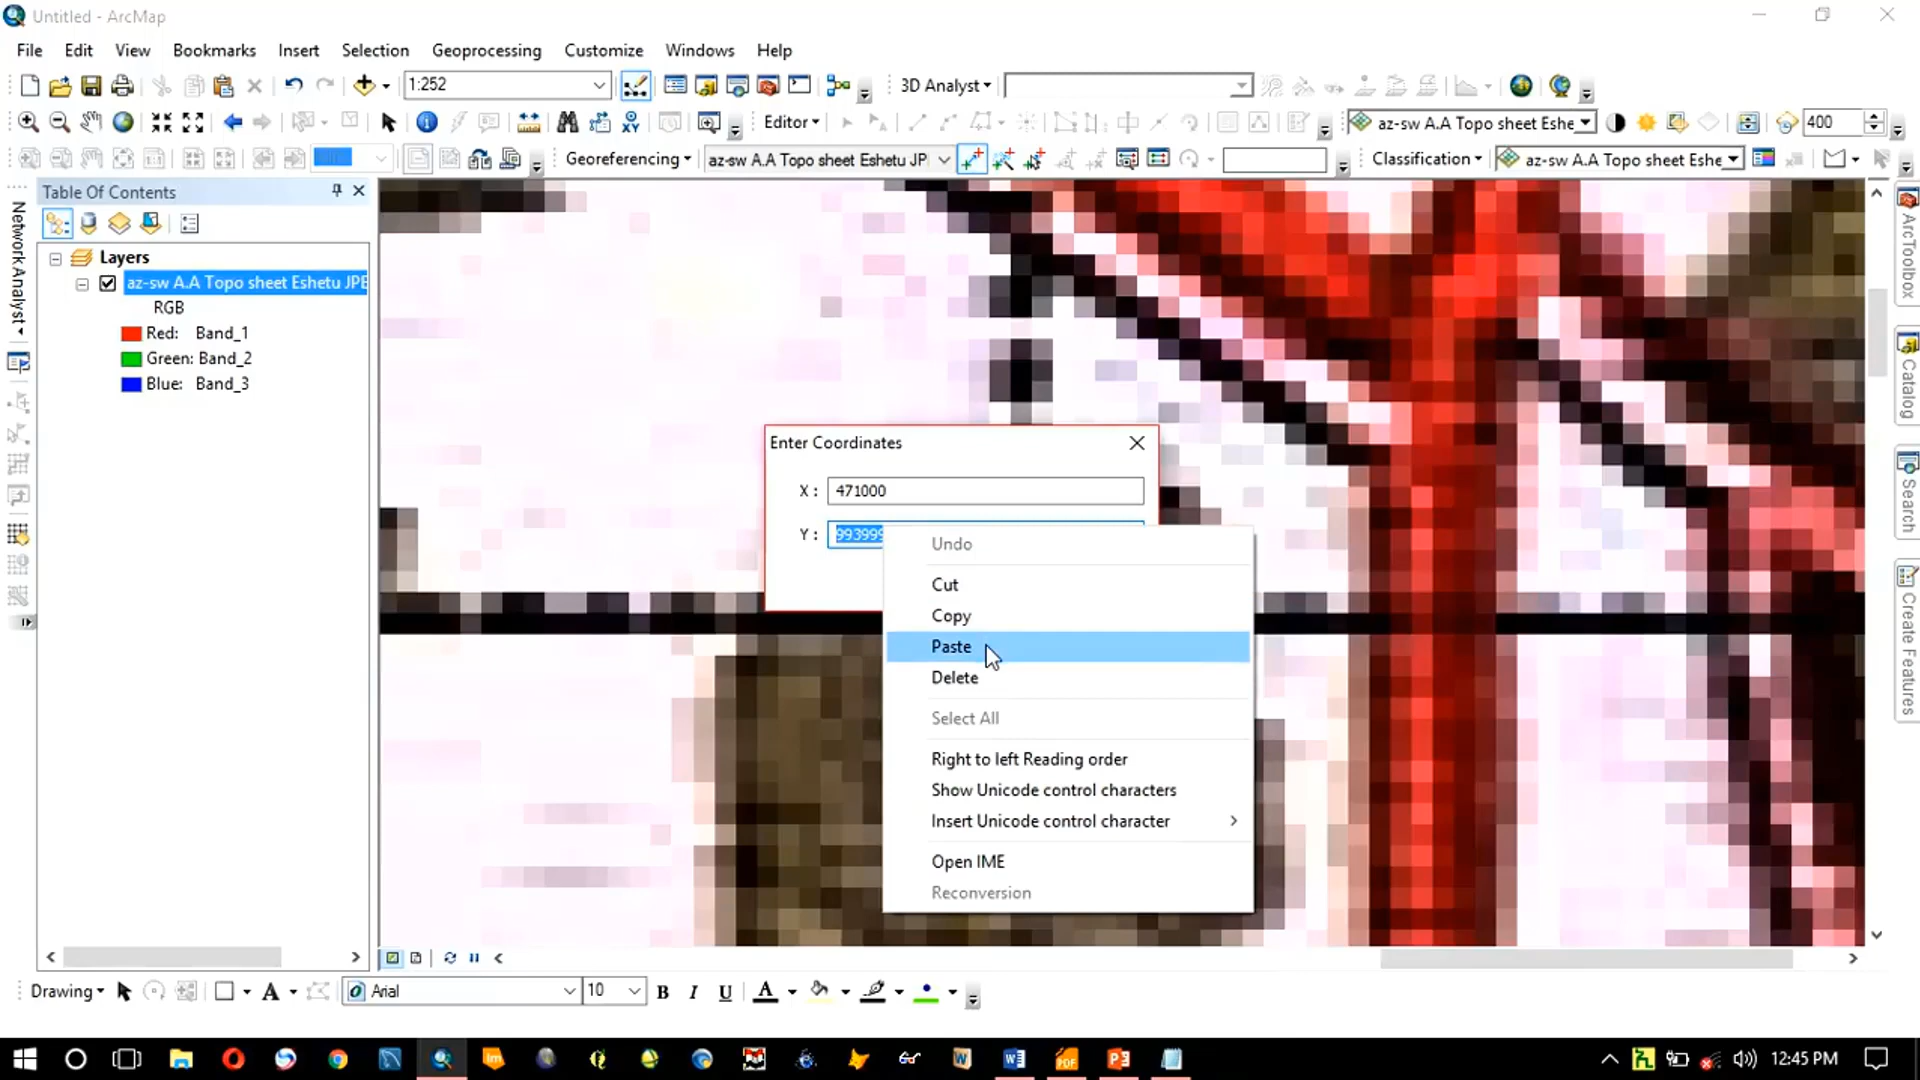 Untitled - ArcMap
File Edit View Bookmarks Insert Selection Geoprocessing Customize Windows Help
1:252 3D Analyst
Editor az-sw A.A Topo sheet Eshe 400
Georeferencing az-sw A.A Topo sheet Eshetu JP Classification az-sw A.A Topo sheet Eshe
Table Of Contents
Layers
az-sw A.A Topo sheet Eshetu JPE
RGB
Red: Band_1
Green: Band_2
Blue: Band_3
Network Analyst
Enter Coordinates
X: 471000
Y: 993999
Undo
Cut
Copy
Paste
Delete
Select All
Right to left Reading order
Show Unicode control characters
Insert Unicode control character
Open IME
Reconversion
ArcToolbox
Catalog
Search
Create Features
Drawing A Arial 10 B I U A
12:45 PM